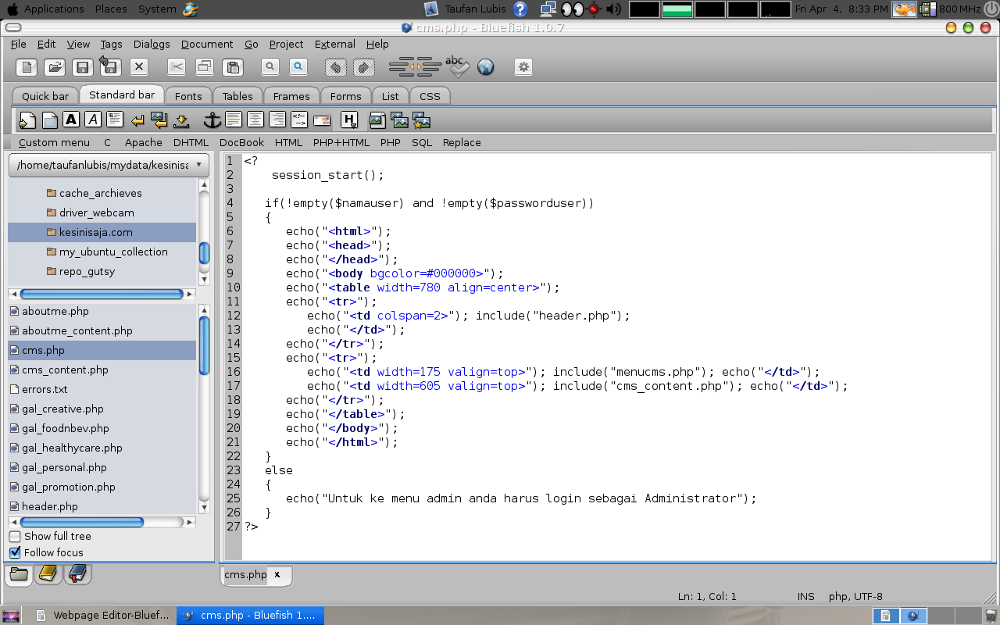 Applications Places System Taufan Lubis Fri Apr 4, 8:33 PM 800 MHz
cms.php - Bluefish 1.0.7
File Edit View Tags Dialogs Document Go Project External Help
abc
Quick bar Standard bar Fonts Tables Frames Forms List CSS
A A H
Custom menu C Apache DHTML DocBook HTML PHP+HTML PHP SQL Replace
/home/taufanlubis/mydata/kesinisa
cache_archieves
driver_webcam
kesinisaja.com
my_ubuntu_collection
repo_gutsy
aboutme.php
aboutme_content.php
cms.php
cms_content.php
errors.txt
gal_creative.php
gal_foodnbev.php
gal_healthycare.php
gal_personal.php
gal_promotion.php
header.php
Show full tree
Follow focus
1 <?
2 session_start();
3
4 if(!empty($namauser) and !empty($passworduser))
5 {
6 echo("<html>");
7 echo("<head>");
8 echo("</head>");
9 echo("<body bgcolor=#000000>");
10 echo("<table width=780 align=center>");
11 echo("<tr>");
12 echo("<td colspan=2>"); include("header.php");
13 echo("</td>");
14 echo("</tr>");
15 echo("<tr>");
16 echo("<td width=175 valign=top>"); include("menucms.php"); echo("</td>");
17 echo("<td width=605 valign=top>"); include("cms_content.php"); echo("</td>");
18 echo("</tr>");
19 echo("</table>");
20 echo("</body>");
21 echo("</html>");
22 }
23 else
24 {
25 echo("Untuk ke menu admin anda harus login sebagai Administrator");
26 }
27 ?>
cms.php x
Ln: 1, Col: 1 INS php, UTF-8
Webpage Editor-Bluef... cms.php - Bluefish 1....